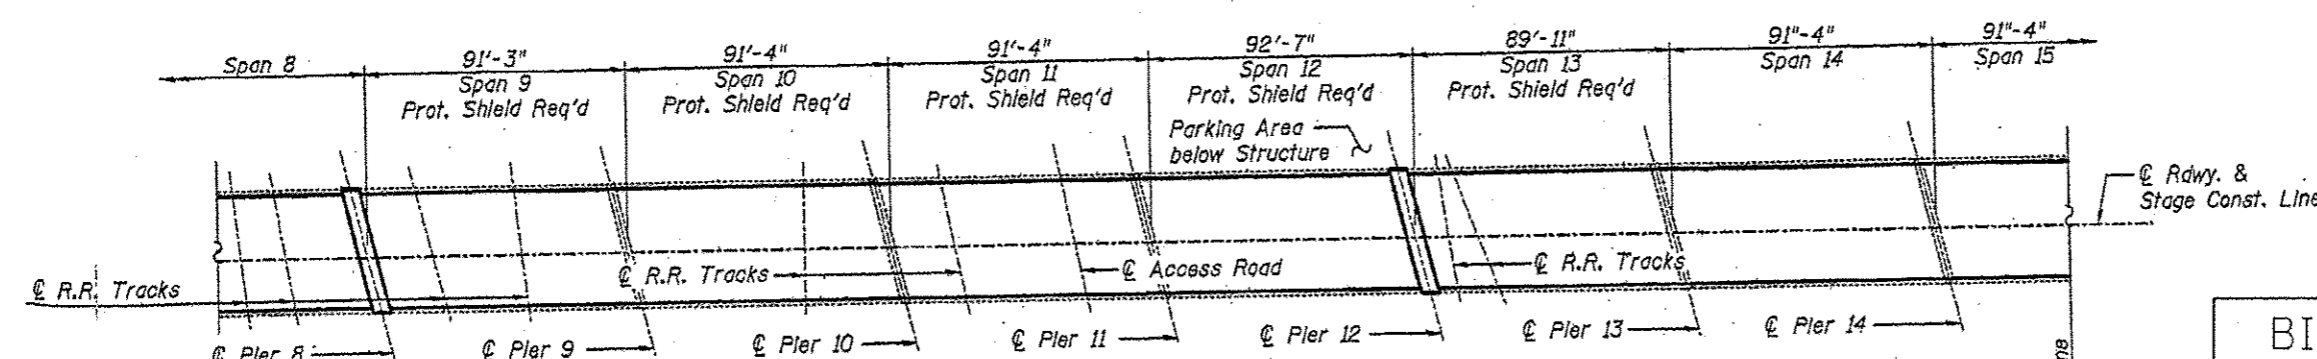 Span 8
91'-3"
Span 9
Prot. Shield Req'd
91'-4"
Span 10
Prot. Shield Req'd
91'-4"
Span 11
Prot. Shield Req'd
92'-7"
Span 12
Prot. Shield Req'd
89'-11"
Span 13
Prot. Shield Req'd
91"-4"
Span 14
91"-4"
Span 15
Parking Area
below Structure
℄ Rdwy. &
Stage Const. Line
℄ R.R. Tracks
℄ R.R. Tracks
℄ Access Road
℄ R.R. Tracks
℄ Pier 8
℄ Pier 9
℄ Pier 10
℄ Pier 11
℄ Pier 12
℄ Pier 13
℄ Pier 14
BI